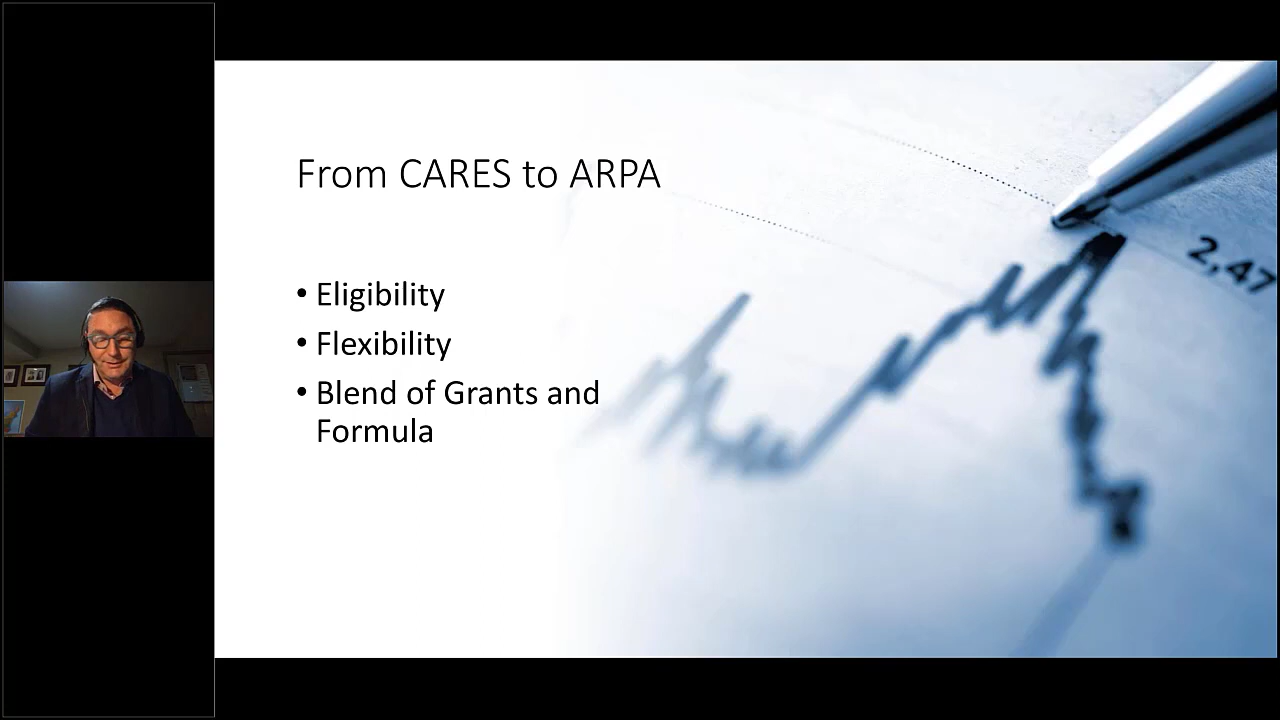 From CARES to ARPA
• Eligibility
• Flexibility
• Blend of Grants and
Formula
2,47